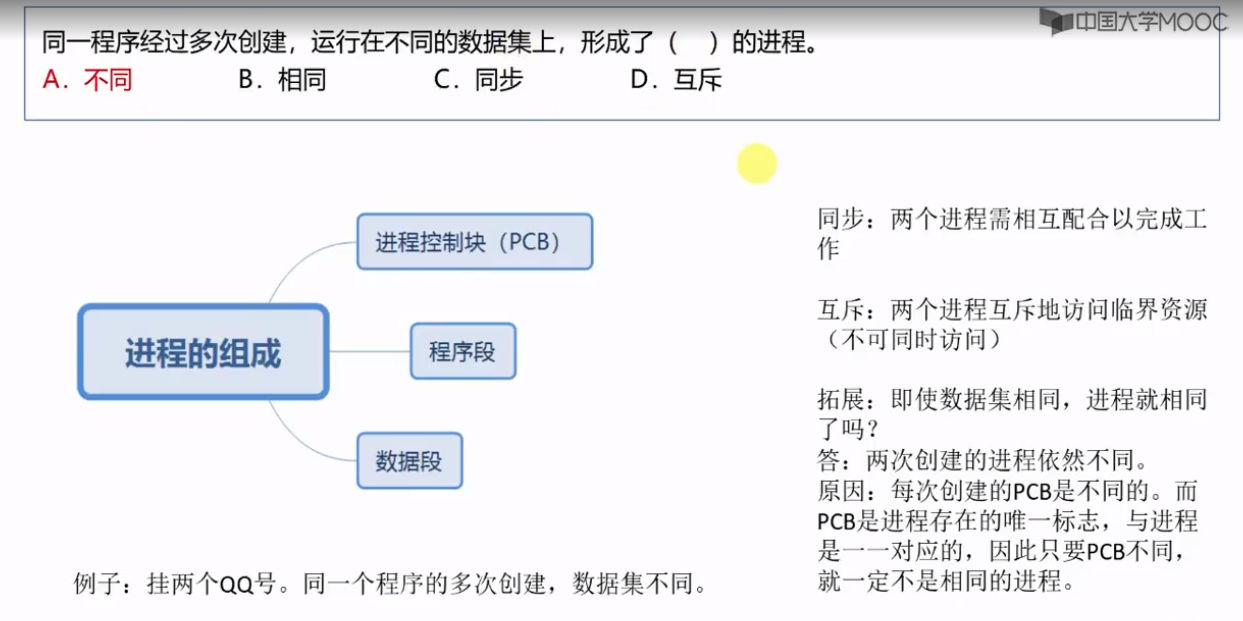 中国大学MOOC
同一程序经过多次创建，运行在不同的数据集上，形成了（　）的进程。
A．不同　B．相同　C．同步　D．互斥
进程控制块（PCB）
进程的组成
程序段
数据段
例子：挂两个QQ号。同一个程序的多次创建，数据集不同。
同步：两个进程需相互配合以完成工
作
互斥：两个进程互斥地访问临界资源
（不可同时访问）
拓展：即使数据集相同，进程就相同
了吗？
答：两次创建的进程依然不同。
原因：每次创建的PCB是不同的。而
PCB是进程存在的唯一标志，与进程
是一一对应的，因此只要PCB不同，
就一定不是相同的进程。